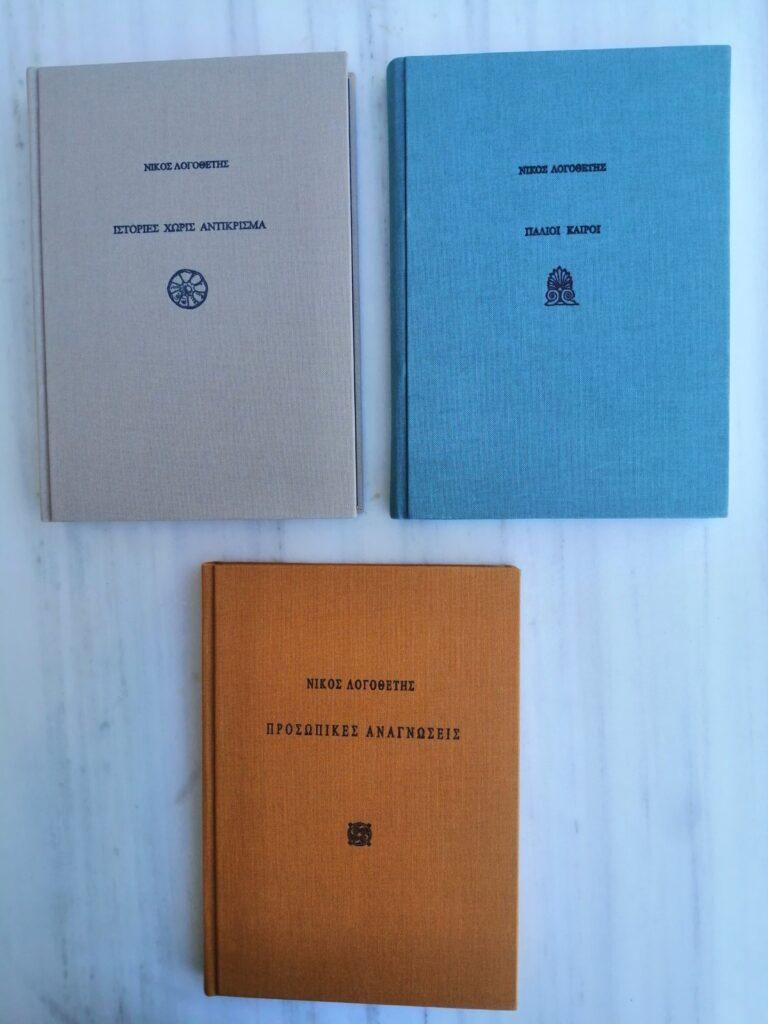 ΝΙΚΟΣ ΛΟΓΟΘΕΤΗΣ
ΙΣΤΟΡΙΕΣ ΧΩΡΙΣ ΑΝΤΙΚΡΙΣΜΑ
ΝΙΚΟΣ ΛΟΓΟΘΕΤΗΣ
ΠΑΛΙΟΙ ΚΑΙΡΟΙ
ΝΙΚΟΣ ΛΟΓΟΘΕΤΗΣ
ΠΡΟΣΩΠΙΚΕΣ ΑΝΑΓΝΩΣΕΙΣ